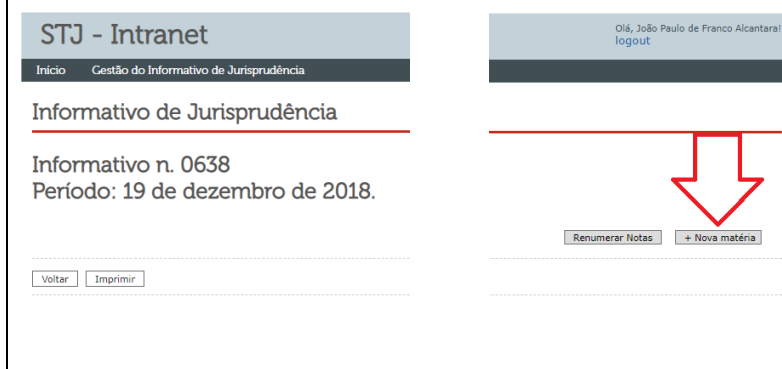 STJ - Intranet
Olá, João Paulo de Franco Alcantara!
logout
Início Gestão do Informativo de Jurisprudência
Informativo de Jurisprudência
Informativo n. 0638
Período: 19 de dezembro de 2018.
Renumerar Notas + Nova matéria
Voltar Imprimir